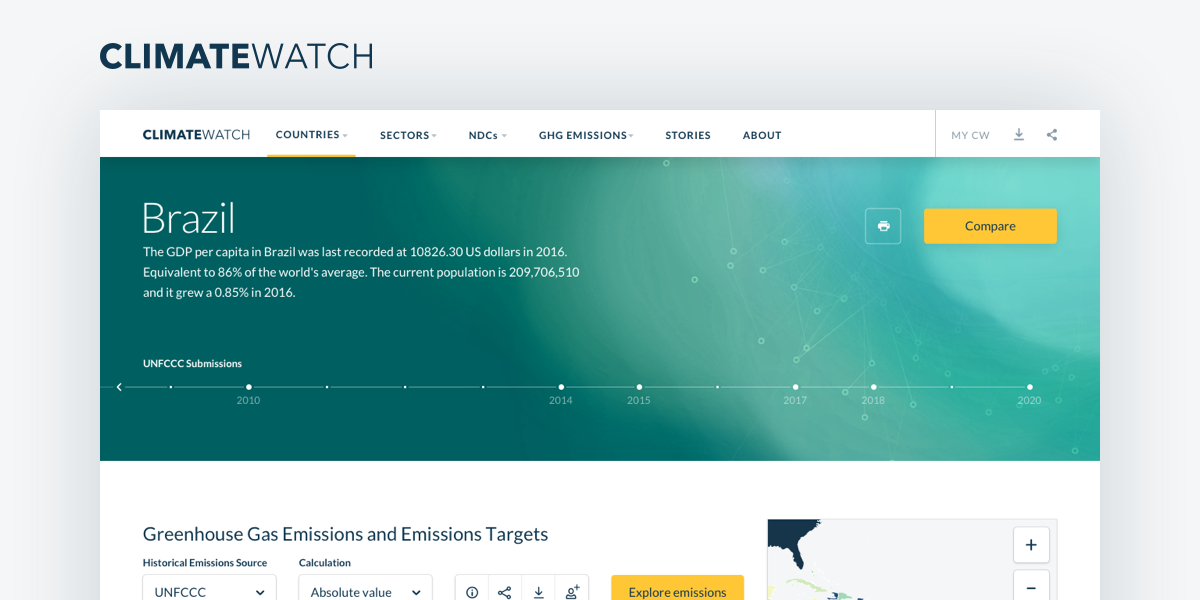 CLIMATEWATCH
CLIMATEWATCH COUNTRIES SECTORS NDCs GHG EMISSIONS STORIES ABOUT MY CW
Brazil
Compare
The GDP per capita in Brazil was last recorded at 10826.30 US dollars in 2016.
Equivalent to 86% of the world's average. The current population is 209,706,510
and it grew a 0.85% in 2016.
UNFCCC Submissions
2010 2014 2015 2017 2018 2020
Greenhouse Gas Emissions and Emissions Targets
Historical Emissions Source Calculation
UNFCCC Absolute value Explore emissions